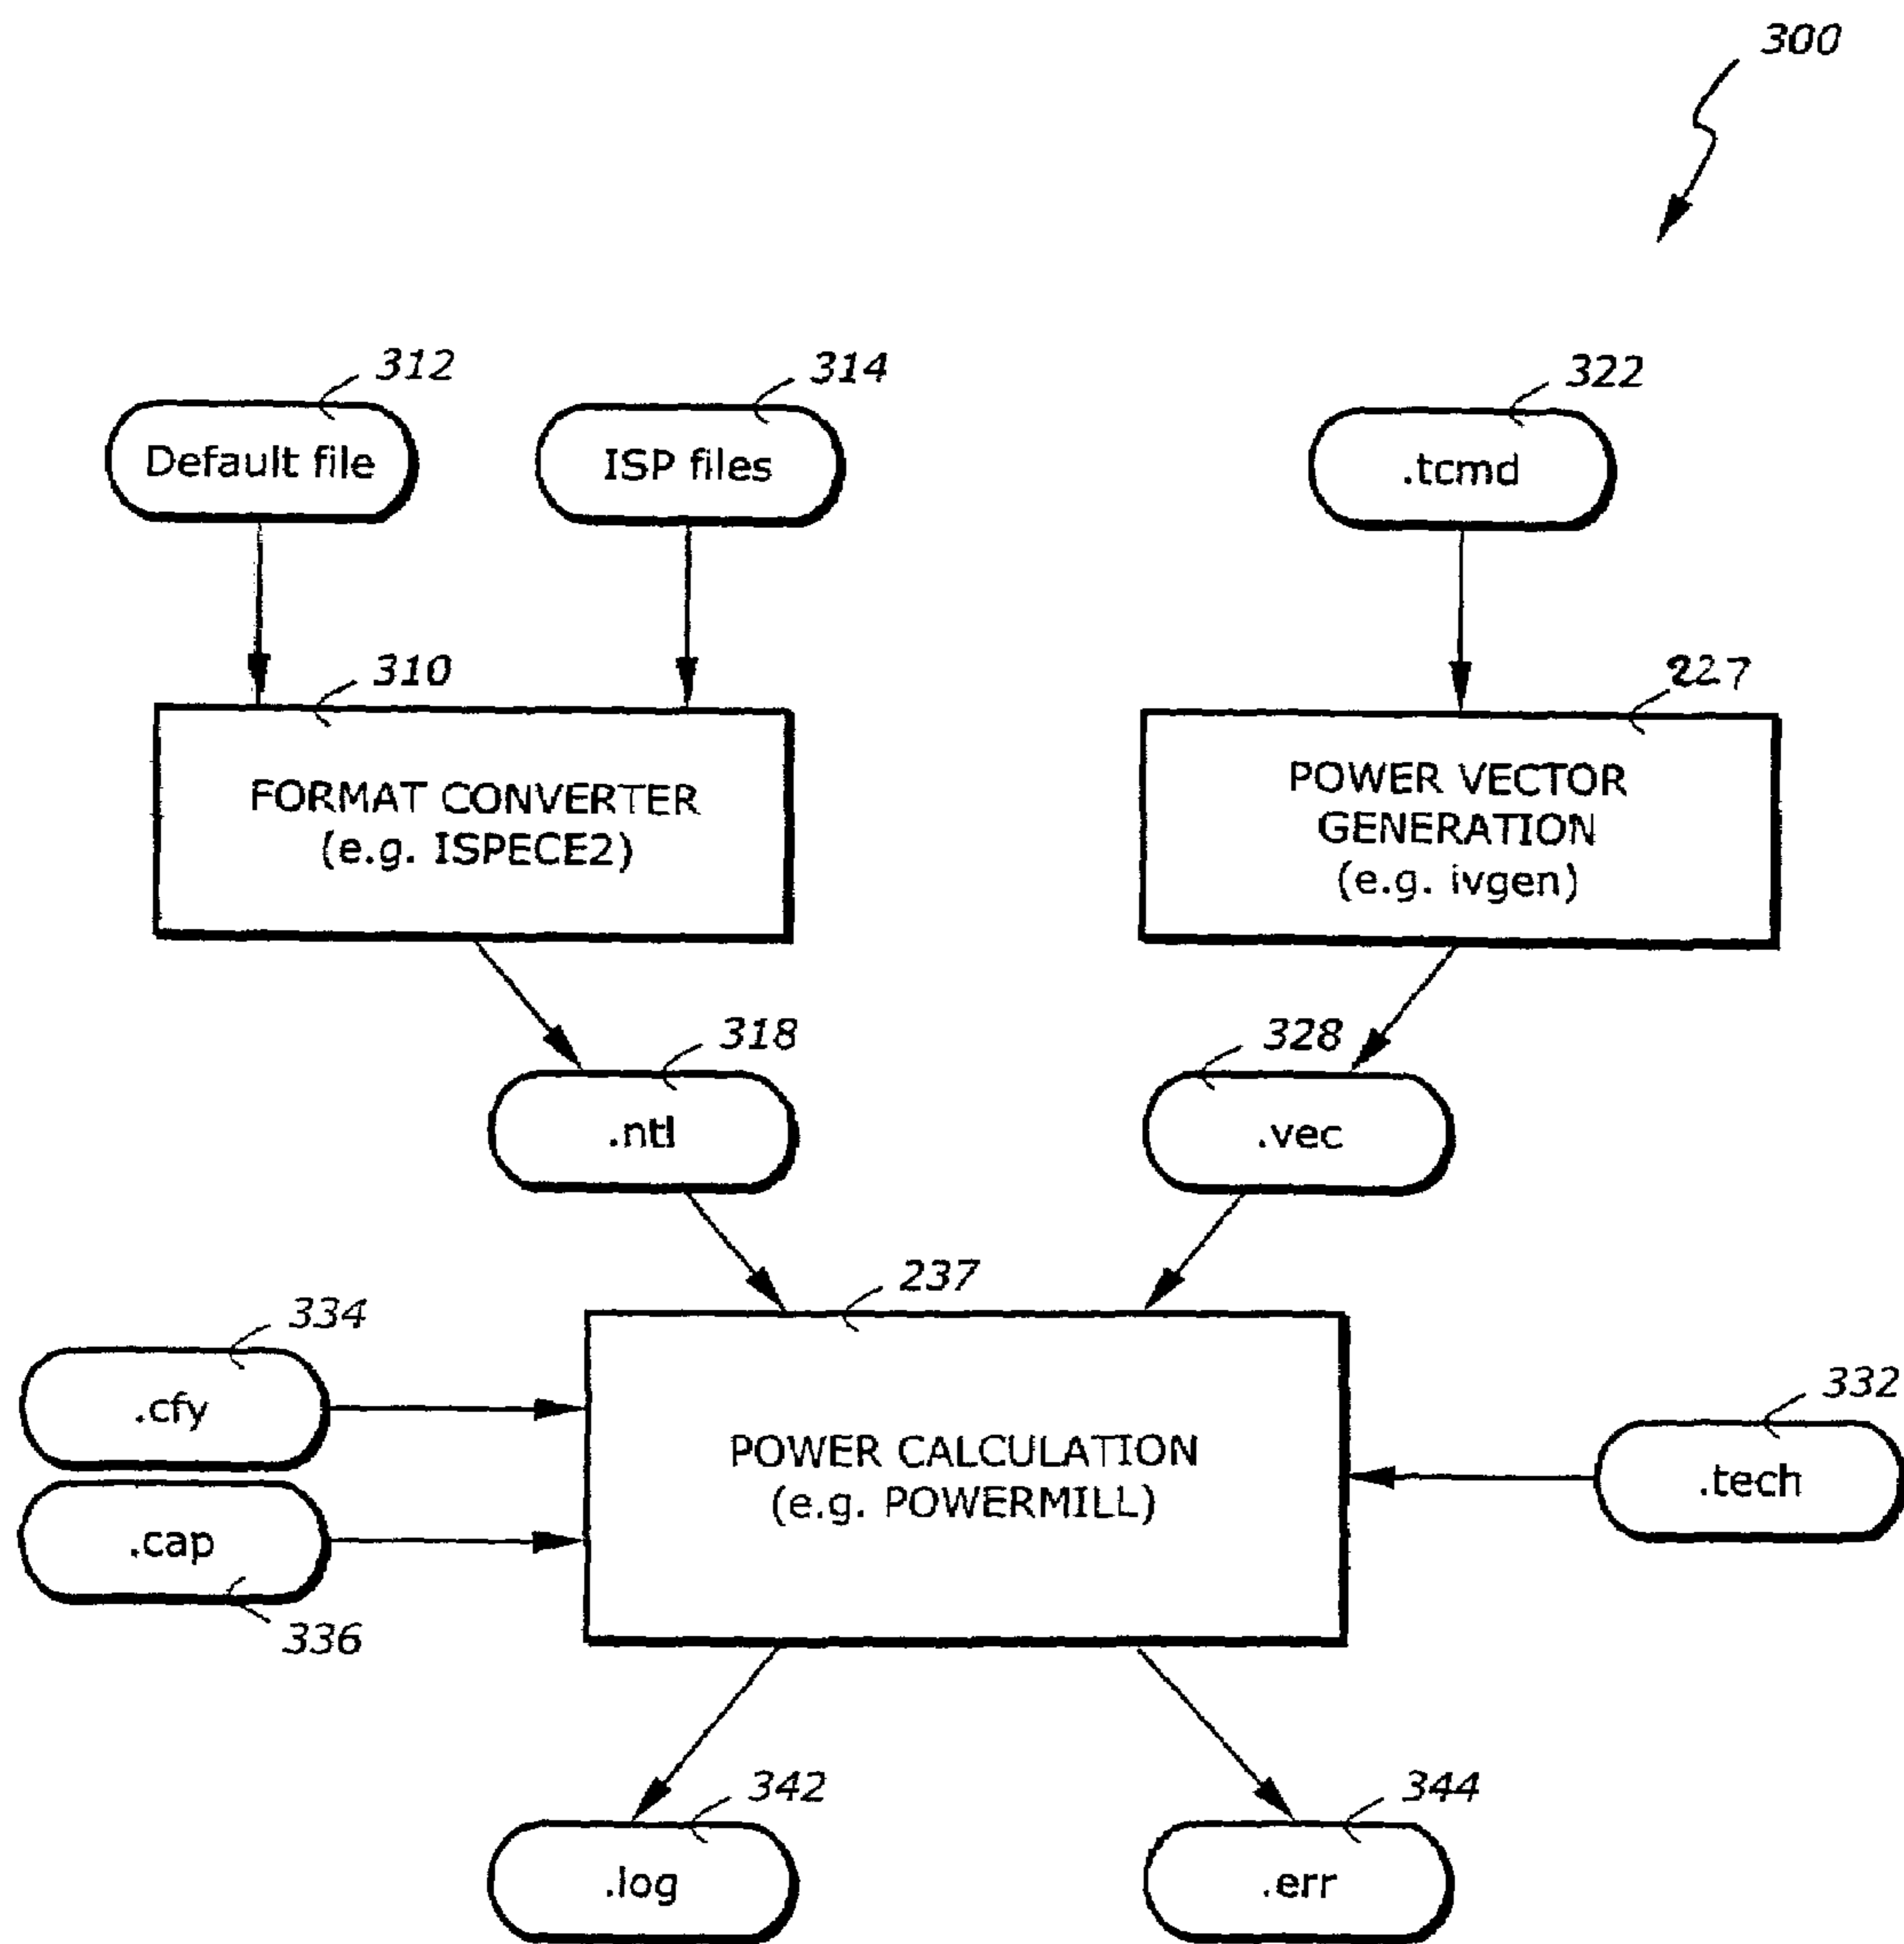 300
312
314
322
Default file
ISP files
.tcmd
310
227
FORMAT CONVERTER
(e.g. ISPECE2)
POWER VECTOR
GENERATION
(e.g. ivgen)
318
328
.ntl
.vec
237
334
332
.cfy
POWER CALCULATION
(e.g. POWERMILL)
.tech
.cap
336
342
344
.log
.err